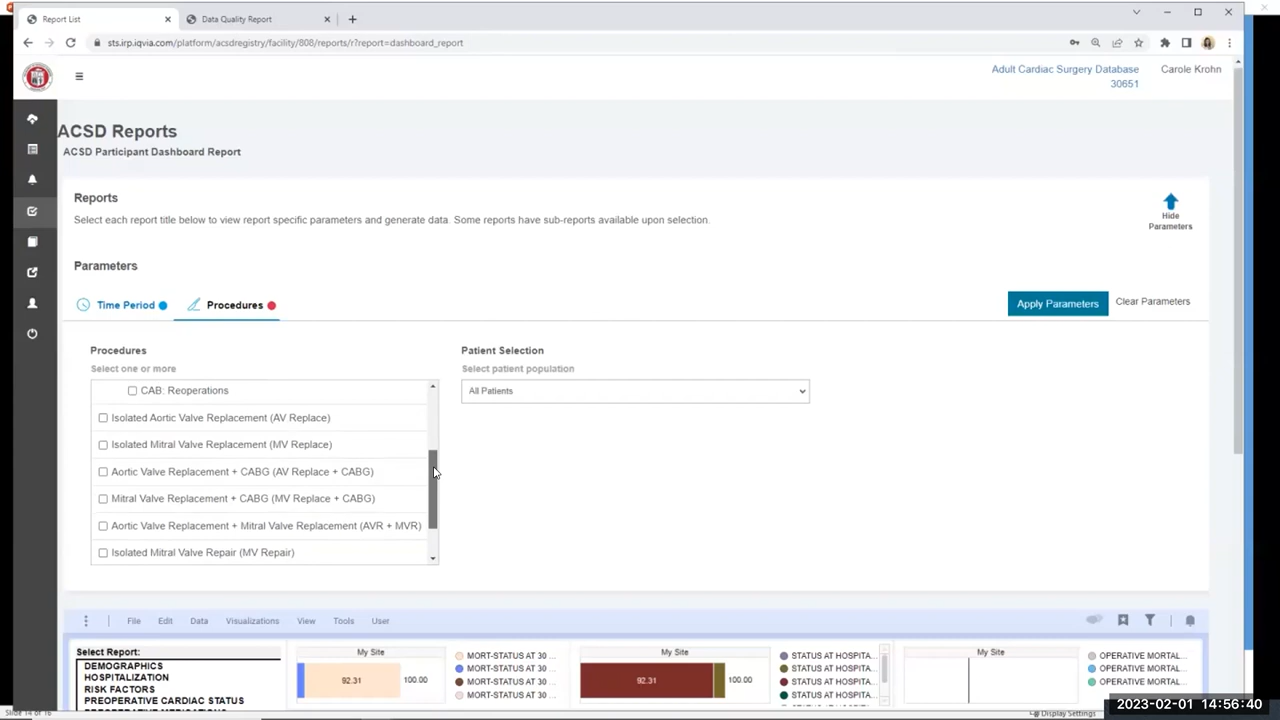 Report List
Data Quality Report
sts.irp.iqvia.com/platform/acsdregistry/facility/808/reports/r?report=dashboard_report
Adult Cardiac Surgery Database
30651
Carole Krohn
ACSD Reports
ACSD Participant Dashboard Report
Reports
Select each report title below to view report specific parameters and generate data. Some reports have sub-reports available upon selection.
Hide
Parameters
Parameters
Time Period
Procedures
Apply Parameters
Clear Parameters
Procedures
Select one or more
Patient Selection
Select patient population
All Patients
CAB: Reoperations
Isolated Aortic Valve Replacement (AV Replace)
Isolated Mitral Valve Replacement (MV Replace)
Aortic Valve Replacement + CABG (AV Replace + CABG)
Mitral Valve Replacement + CABG (MV Replace + CABG)
Aortic Valve Replacement + Mitral Valve Replacement (AVR + MVR)
Isolated Mitral Valve Repair (MV Repair)
File Edit Data Visualizations View Tools User
Select Report:
DEMOGRAPHICS
HOSPITALIZATION
RISK FACTORS
PREOPERATIVE CARDIAC STATUS
My Site
92.31
100.00
MORT-STATUS AT 30 ...
MORT-STATUS AT 30 ...
MORT-STATUS AT 30 ...
MORT-STATUS AT 30 ...
My Site
92.31
100.00
STATUS AT HOSPITA...
STATUS AT HOSPITA...
STATUS AT HOSPITA...
STATUS AT HOSPITA...
My Site
OPERATIVE MORTAL...
OPERATIVE MORTAL...
OPERATIVE MORTAL...
Slide 14 of 16
Display Settings
2023-02-01 14:56:40